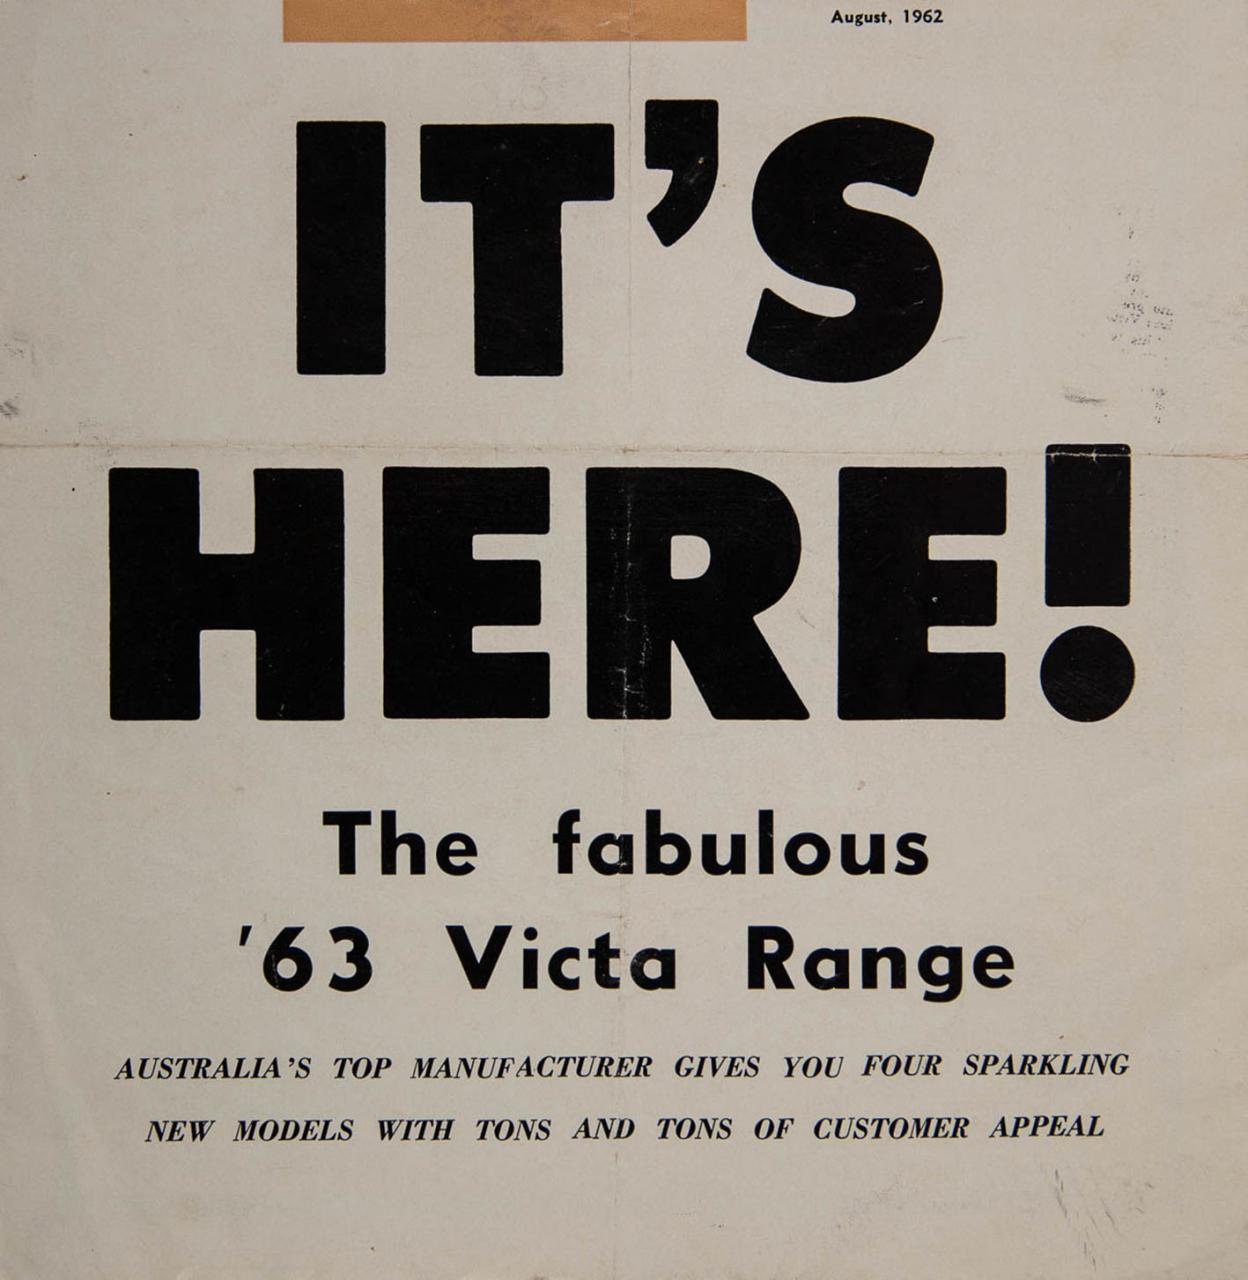 August, 1962
IT'S
HERE!
The fabulous
'63 Victa Range
AUSTRALIA'S TOP MANUFACTURER GIVES YOU FOUR SPARKLING
NEW MODELS WITH TONS AND TONS OF CUSTOMER APPEAL